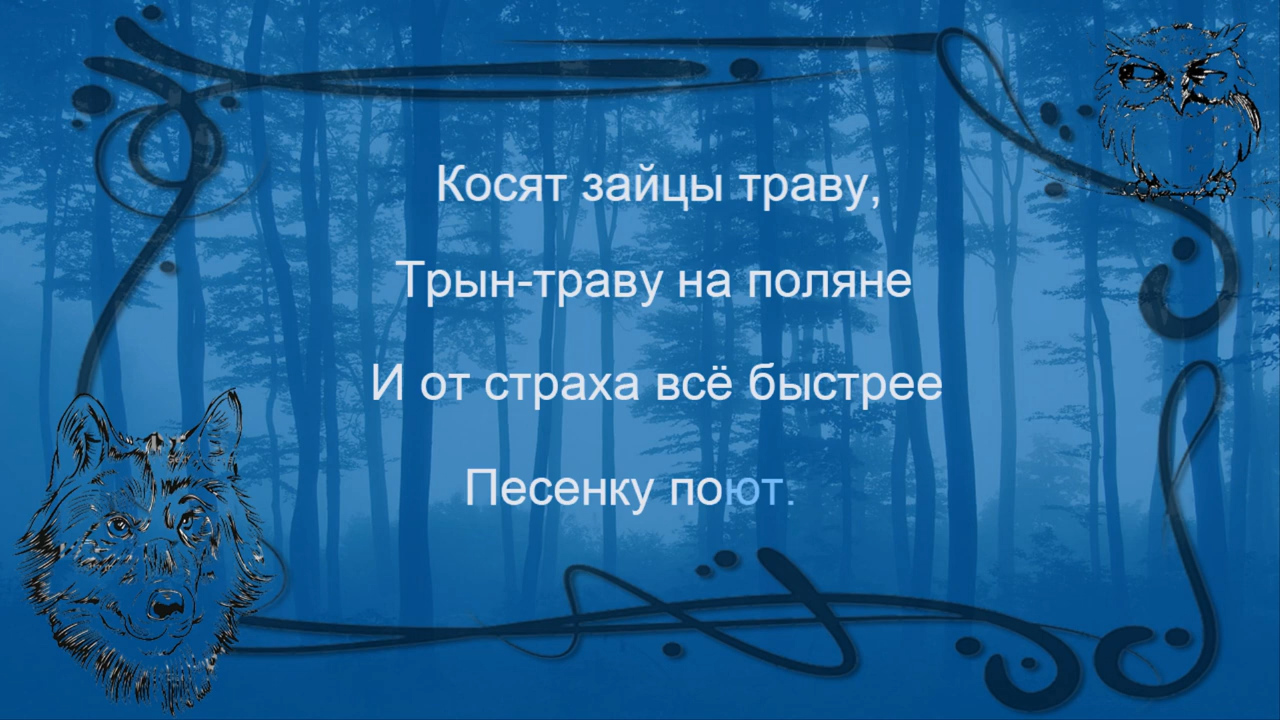 Косят зайцы траву,
Трын-траву на поляне
И от страха всё быстрее
Песенку поют.